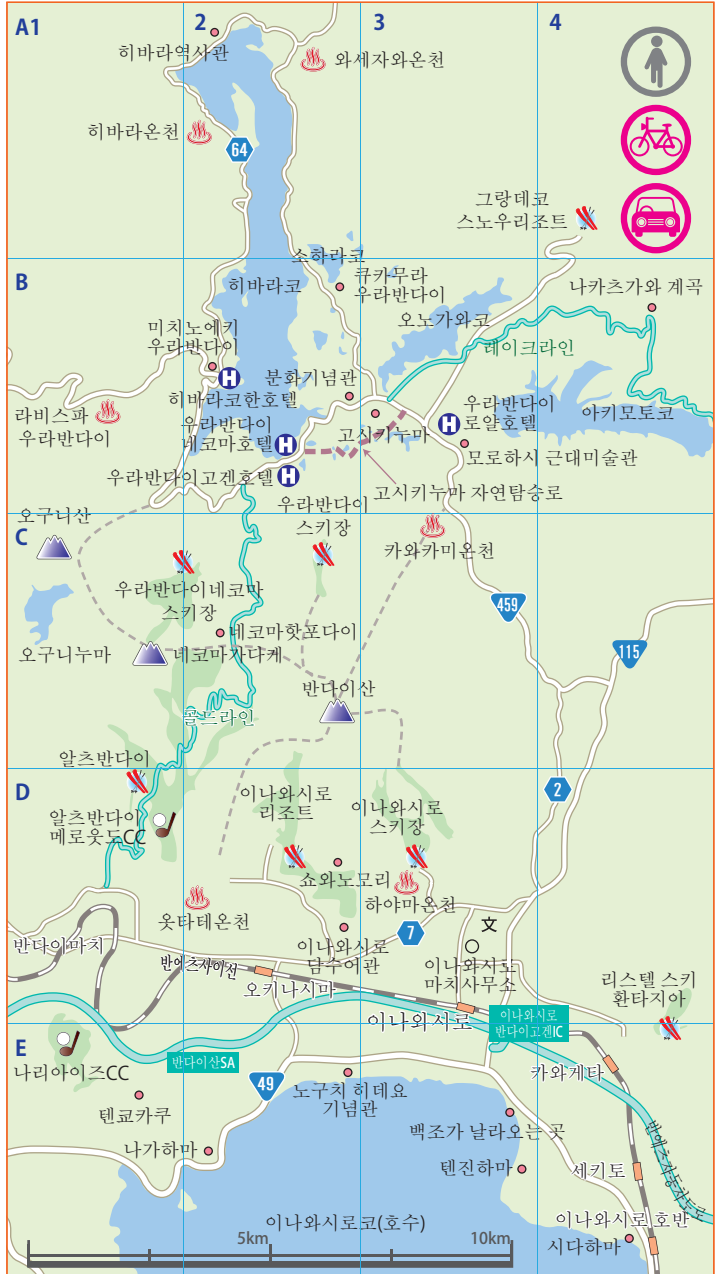 A1
2
3
4
히바라역사관
와세자와온천
히바라온천
64
그랑데코
스노우리조트
소하라코
B
히바라코
큐카무라
우라반다이
나카츠가와 계곡
오노가와코
미치노에키
우라반다이
레이크라인
H
분화기념관
히바라코한호텔
라비스파
우라반다이
우라반다이
네코마호텔
H
고시키누마
H
우라반다이
로얄호텔
아키모토코
모로하시 근대미술관
우라반다이고겐호텔
H
고시키누마 자연탐승로
오구니산
우라반다이
스키장
C
카와카미온천
우라반다이네코마
스키장
459
오구니누마
네코마핫포다이
네코마가다케
115
반다이산
골드라인
알츠반다이
D
이나와시로
리조트
이나와시로
스키장
2
알츠반다이
메로웃도CC
쇼와노모리
하야마온천
옷타테온천
文
7
반다이마치
반에츠사이선
이나와시로
담수어관
이나와시로
마치사무소
오키나시마
리스텔 스키
환타지아
이나와시로
이나와시로
반다이고겐IC
E
반다이산SA
나리아이즈CC
49
노구치 히데요
기념관
카와게타
텐쿄카쿠
백조가 날라오는 곳
나가하마
텐진하마
세키토
반에츠자동차도로
이나와시로코(호수)
이나와시로 호반
시다하마
5km
10km